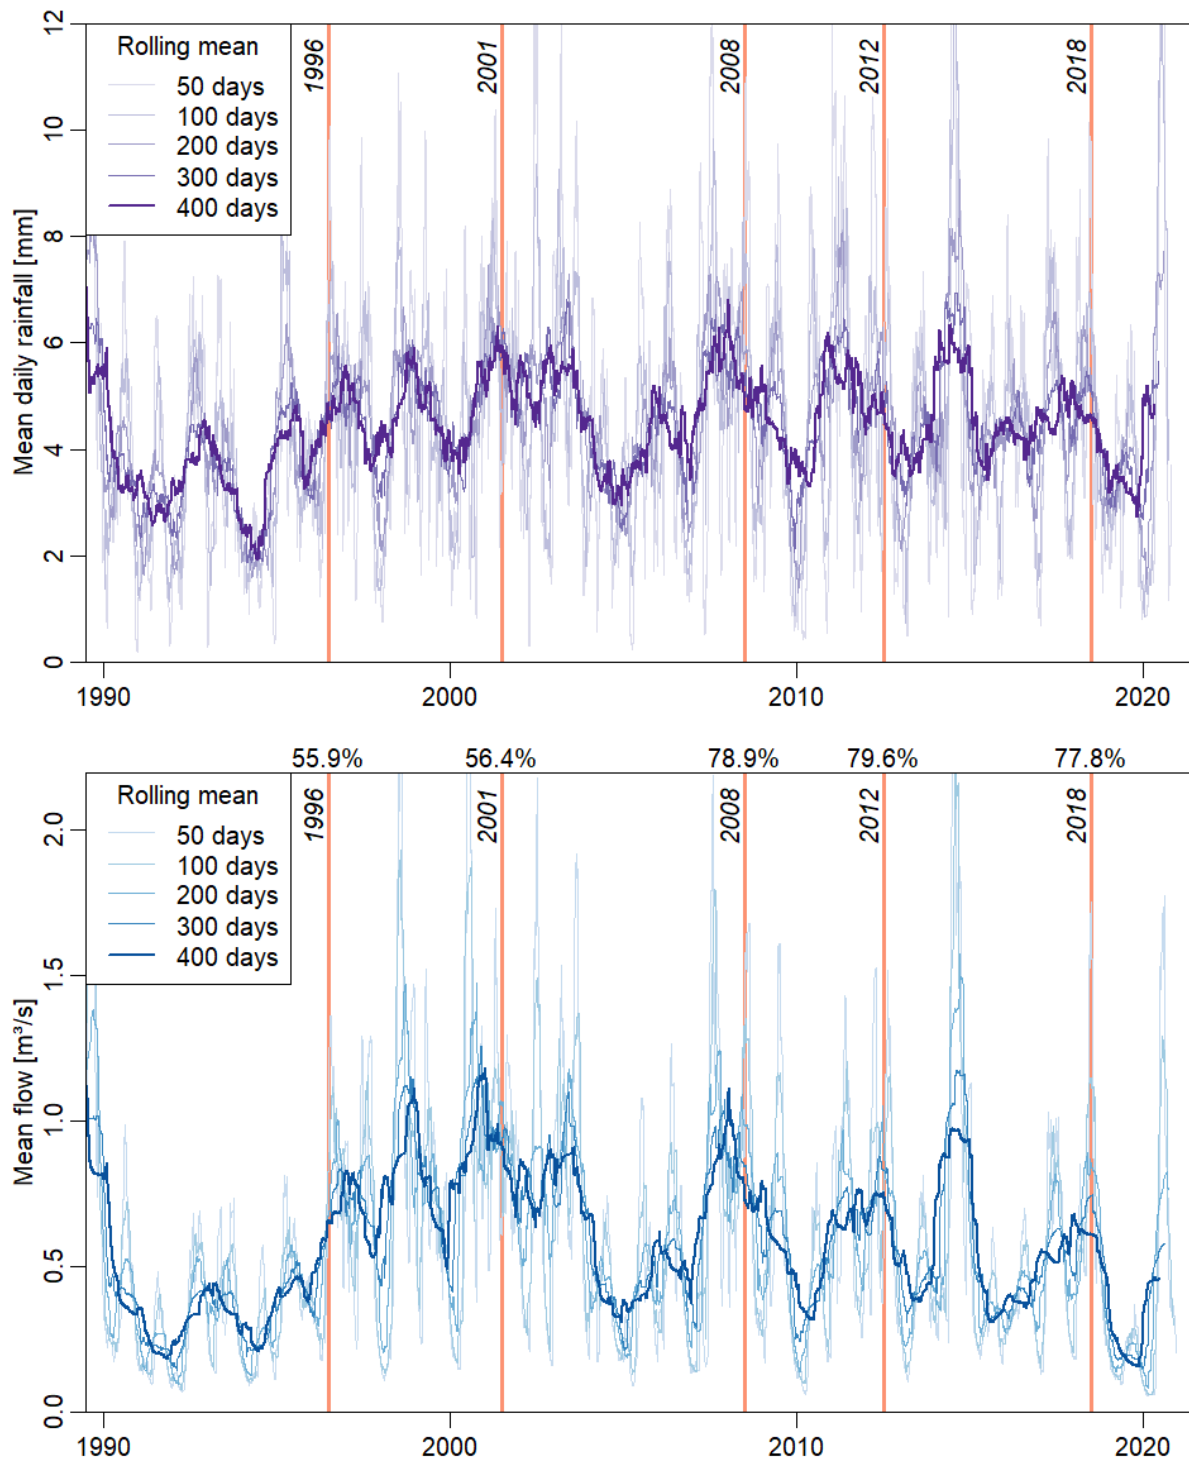 12
10
8
6
4
2
0
Mean daily rainfall [mm]
Rolling mean
50 days
100 days
200 days
300 days
400 days
1996
2001
2008
2012
2018
1990 2000 2010 2020
55.9% 56.4% 78.9% 79.6% 77.8%
2.0
1.5
1.0
0.5
0.0
Mean flow [m³/s]
Rolling mean
50 days
100 days
200 days
300 days
400 days
1996
2001
2008
2012
2018
1990 2000 2010 2020